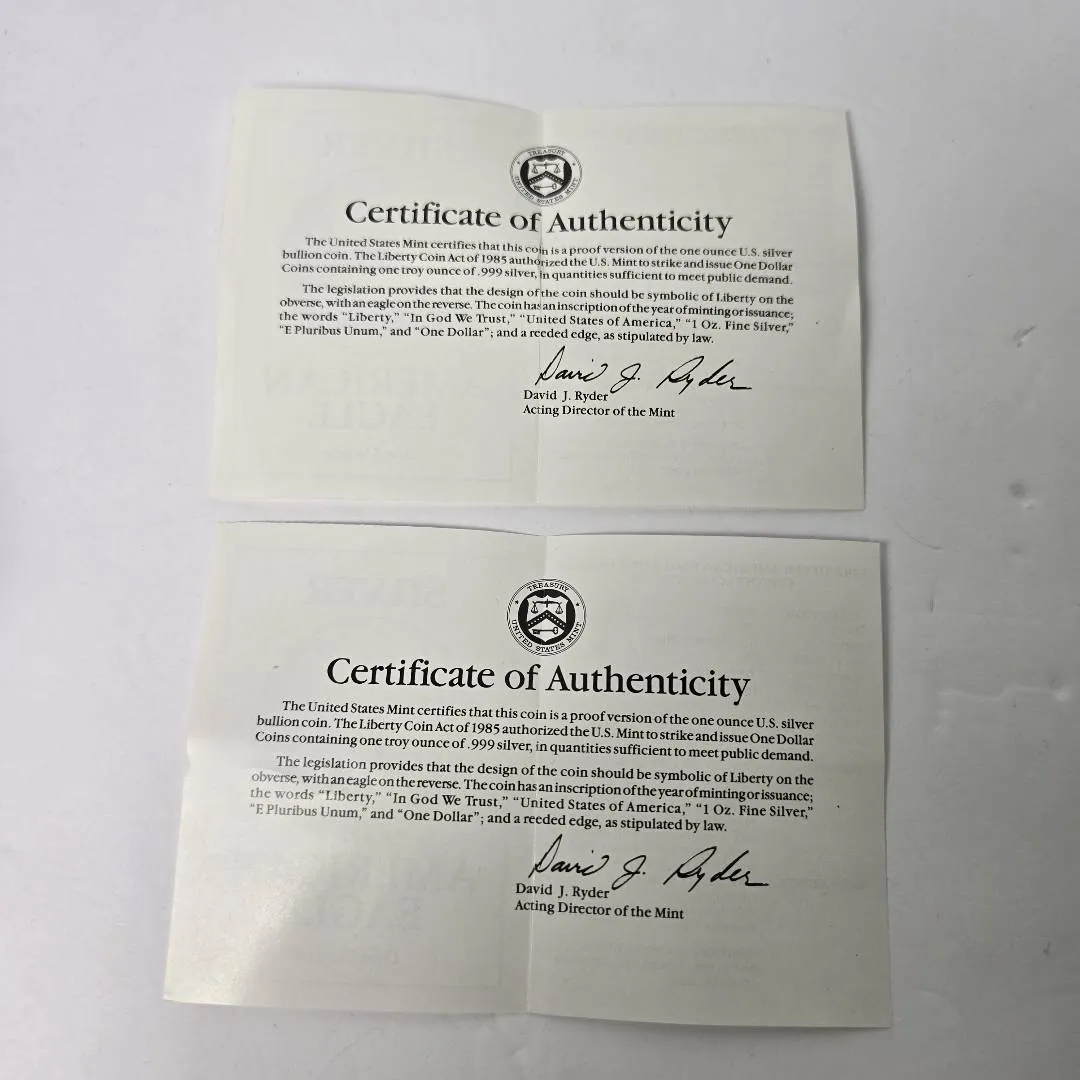 TREASURY
UNITED STATES MINT
Certificate of Authenticity
The United States Mint certifies that this coin is a proof version of the one ounce U.S. silver
bullion coin. The Liberty Coin Act of 1985 authorized the U.S. Mint to strike and issue One Dollar
Coins containing one troy ounce of .999 silver, in quantities sufficient to meet public demand.
The legislation provides that the design of the coin should be symbolic of Liberty on the
obverse, with an eagle on the reverse. The coin has an inscription of the year of minting or issuance;
the words “Liberty,” “In God We Trust,” “United States of America,” “1 Oz. Fine Silver,”
“E Pluribus Unum,” and “One Dollar”; and a reeded edge, as stipulated by law.
David J. Ryder
David J. Ryder
Acting Director of the Mint
TREASURY
UNITED STATES MINT
Certificate of Authenticity
The United States Mint certifies that this coin is a proof version of the one ounce U.S. silver
bullion coin. The Liberty Coin Act of 1985 authorized the U.S. Mint to strike and issue One Dollar
Coins containing one troy ounce of .999 silver, in quantities sufficient to meet public demand.
The legislation provides that the design of the coin should be symbolic of Liberty on the
obverse, with an eagle on the reverse. The coin has an inscription of the year of minting or issuance;
the words “Liberty,” “In God We Trust,” “United States of America,” “1 Oz. Fine Silver,”
“E Pluribus Unum,” and “One Dollar”; and a reeded edge, as stipulated by law.
David J. Ryder
David J. Ryder
Acting Director of the Mint